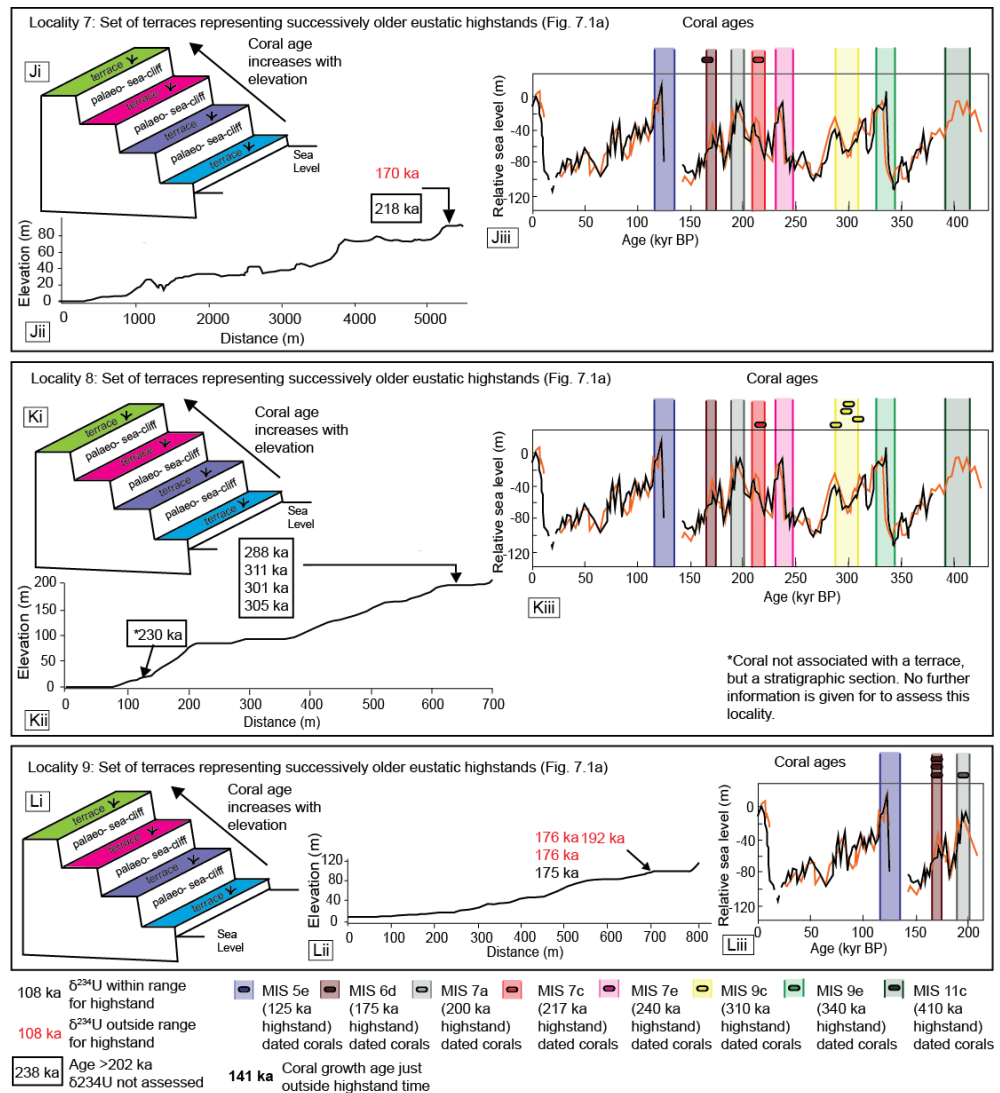 Locality 7: Set of terraces representing successively older eustatic highstands (Fig. 7.1a)
Ji
terrace
palaeo- sea-cliff
terrace
palaeo- sea-cliff
terrace
palaeo- sea-cliff
terrace
Sea
Level
Coral age
increases with
elevation
170 ka
218 ka
Elevation (m)
80
60
40
20
0
0 1000 2000 3000 4000 5000
Distance (m)
Jii
Coral ages
Relative sea level (m)
0
-40
-80
-120
0 50 100 150 200 250 300 350 400
Age (kyr BP)
Jiii
Locality 8: Set of terraces representing successively older eustatic highstands (Fig. 7.1a)
Ki
terrace
palaeo- sea-cliff
terrace
palaeo- sea-cliff
terrace
palaeo- sea-cliff
terrace
Sea
Level
Coral age
increases with
elevation
288 ka
311 ka
301 ka
305 ka
*230 ka
Elevation (m)
200
150
100
50
0
0 100 200 300 400 500 600 700
Distance (m)
Kii
Coral ages
Relative sea level (m)
0
-40
-80
-120
0 50 100 150 200 250 300 350 400
Age (kyr BP)
Kiii
*Coral not associated with a terrace,
but a stratigraphic section. No further
information is given for to assess this
locality.
Locality 9: Set of terraces representing successively older eustatic highstands (Fig. 7.1a)
Li
terrace
palaeo- sea-cliff
terrace
palaeo- sea-cliff
terrace
palaeo- sea-cliff
terrace
Sea
Level
Coral age
increases with
elevation
176 ka 192 ka
176 ka
175 ka
Elevation (m)
120
80
40
0
0 100 200 300 400 500 600 700 800
Distance (m)
Lii
Coral ages
Relative sea level (m)
0
-40
-80
-120
0 50 100 150 200
Age (kyr BP)
Liii
108 ka δ²³⁴U within range
for highstand
108 ka δ²³⁴U outside range
for highstand
238 ka Age >202 ka
δ234U not assessed
MIS 5e
(125 ka
highstand)
dated corals
MIS 6d
(175 ka
highstand)
dated corals
MIS 7a
(200 ka
highstand)
dated corals
MIS 7c
(217 ka
highstand)
dated corals
MIS 7e
(240 ka
highstand)
dated corals
MIS 9c
(310 ka
highstand)
dated corals
MIS 9e
(340 ka
highstand)
dated corals
MIS 11c
(410 ka
highstand)
dated corals
141 ka Coral growth age just
outside highstand time